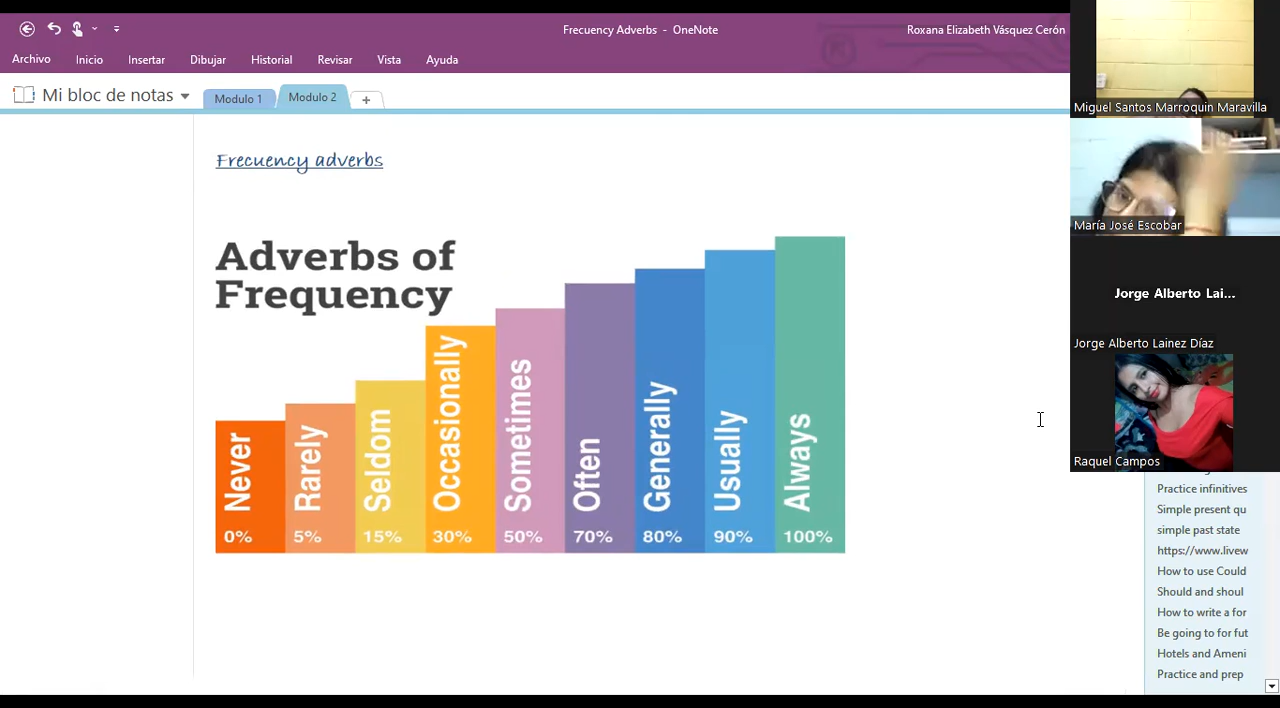 Frecuency Adverbs - OneNote
Roxana Elizabeth Vásquez Cerón
Archivo Inicio Insertar Dibujar Historial Revisar Vista Ayuda
Mi bloc de notas
Modulo 1
Modulo 2
Frecuency adverbs
Adverbs of
Frequency
Never
0%
Rarely
5%
Seldom
15%
Occasionally
30%
Sometimes
50%
Often
70%
Generally
80%
Usually
90%
Always
100%
Miguel Santos Marroquin Maravilla
María José Escobar
Jorge Alberto Lai...
Jorge Alberto Lainez Díaz
Raquel Campos
Practice infinitives
Simple present qu
simple past state
https://www.livew
How to use Could
Should and shoul
How to write a for
Be going to for fut
Hotels and Ameni
Practice and prep